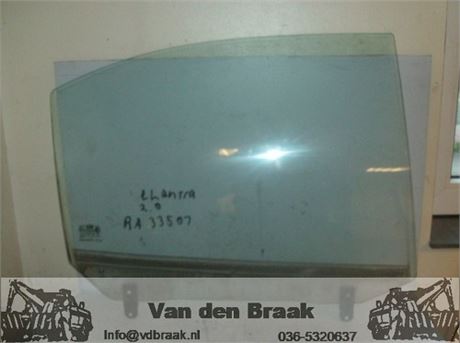 eLantra
2.0
RA 33507
Van den Braak
Info@vdbraak.nl 036-5320637